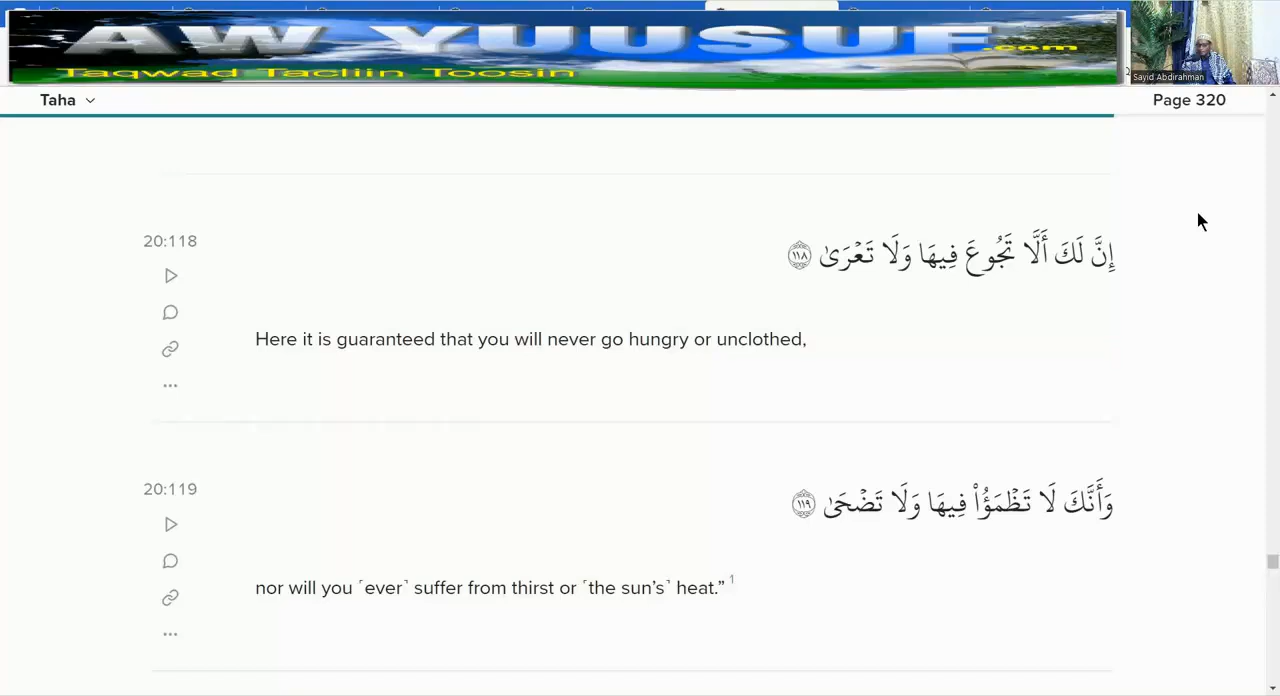 AW YUUSUF.com
Taqwad Tacliin Toosin
Sayid Abdirahman
Taha
Page 320
20:118
إِنَّ لَكَ أَلَّا تَجُوعَ فِيهَا وَلَا تَعْرَىٰ ١١٨
Here it is guaranteed that you will never go hungry or unclothed,
20:119
وَأَنَّكَ لَا تَظْمَؤُا۟ فِيهَا وَلَا تَضْحَىٰ ١١٩
nor will you ˹ever˺ suffer from thirst or ˹the sun’s˺ heat.” 1